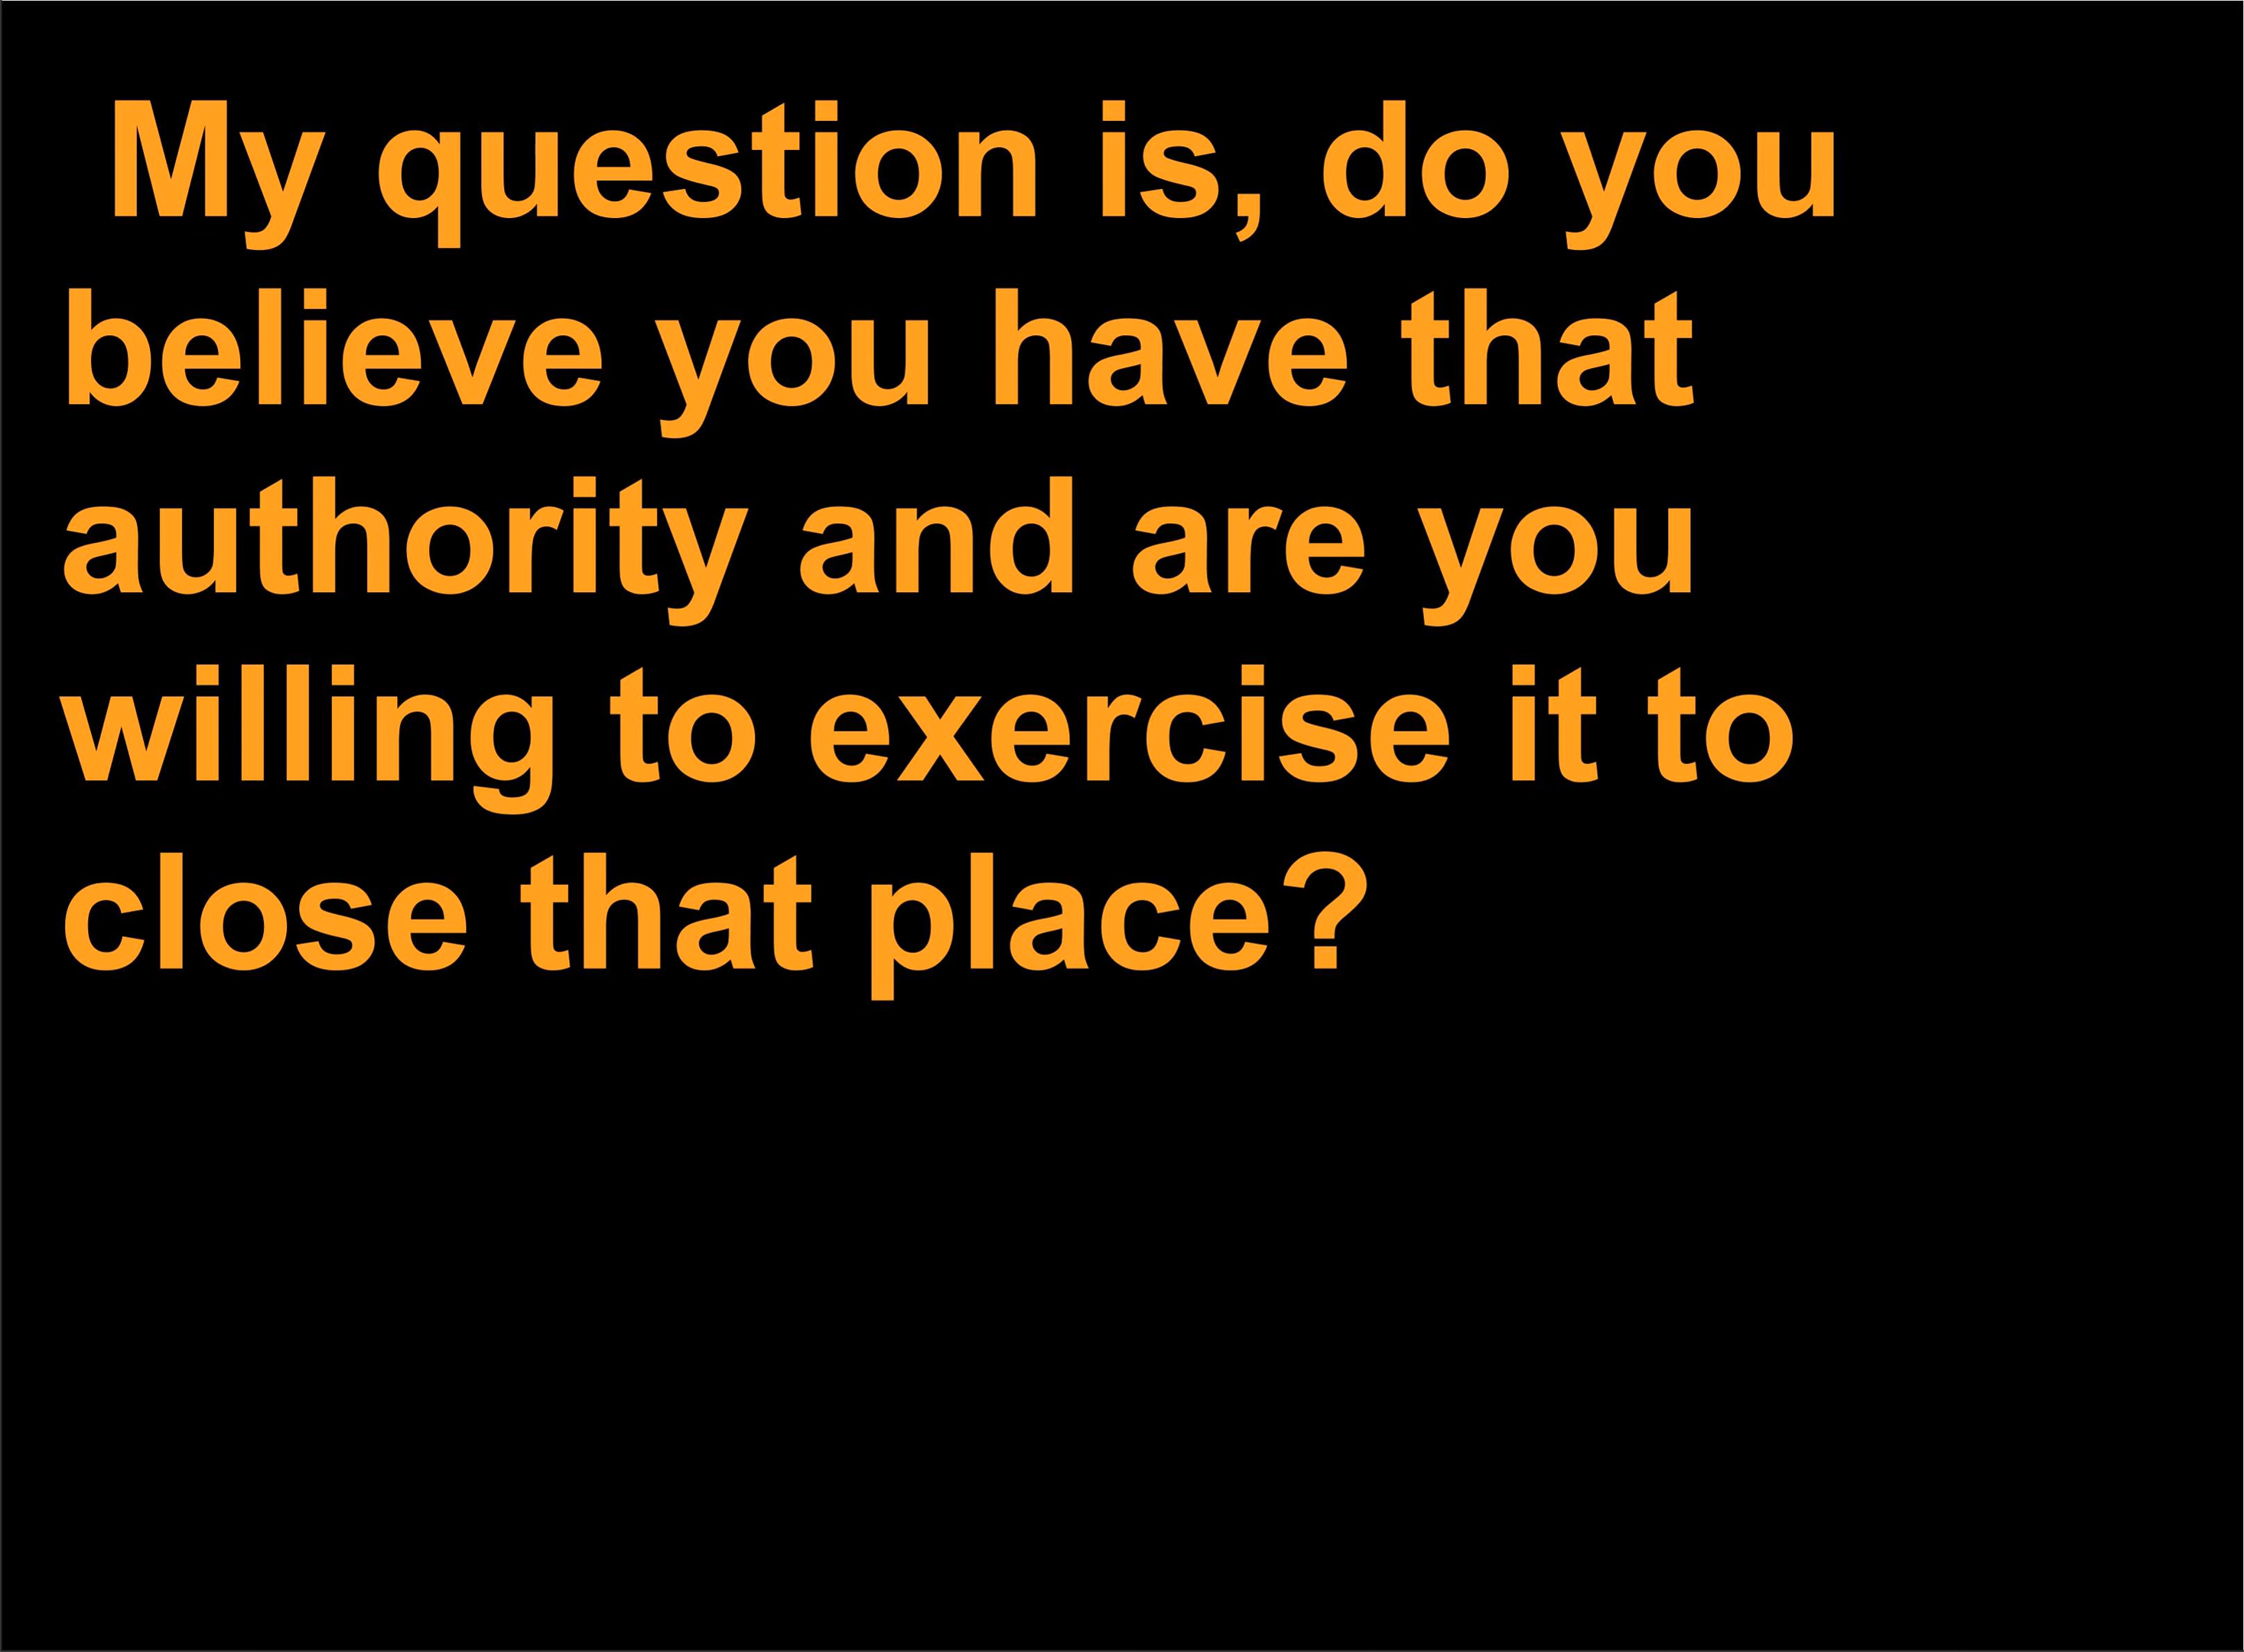 My question is, do you
believe you have that
authority and are you
willing to exercise it to
close that place?